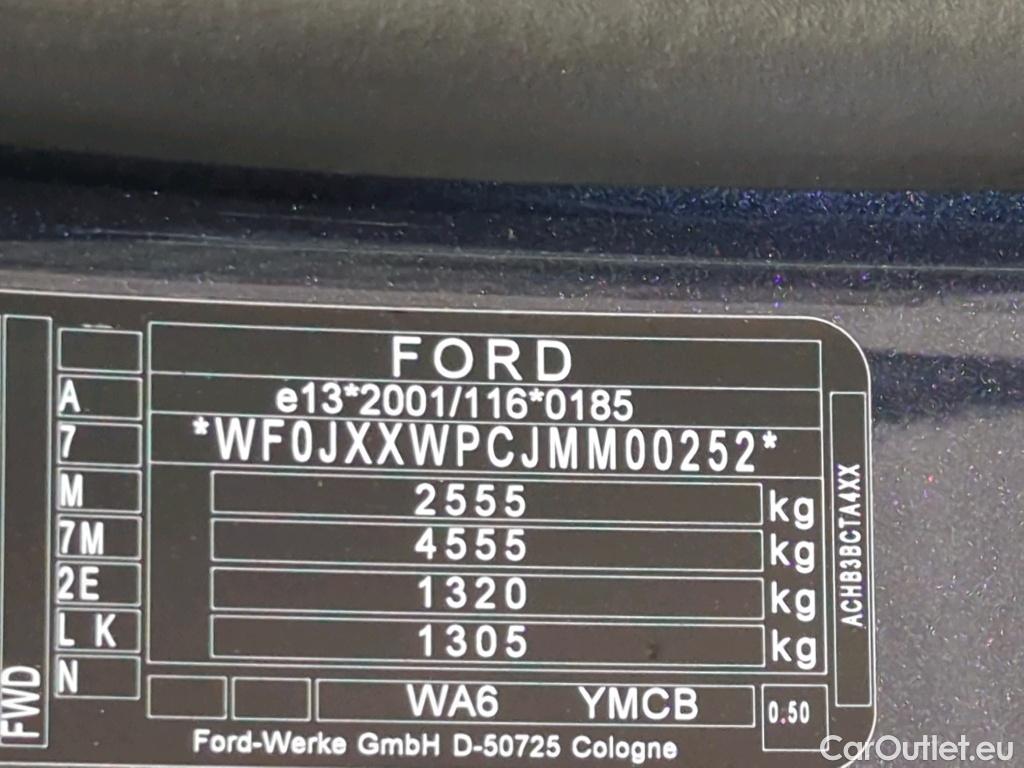 FORD
A e13*2001/116*0185
7 *WF0JXXWPCJMM00252*
M 2555 kg
7M 4555 kg
2E 1320 kg
L K 1305 kg
N
WA6 YMCB 0.50
Ford-Werke GmbH D-50725 Cologne
FWD
ACHB3BCTA4XX
CarOutlet.eu